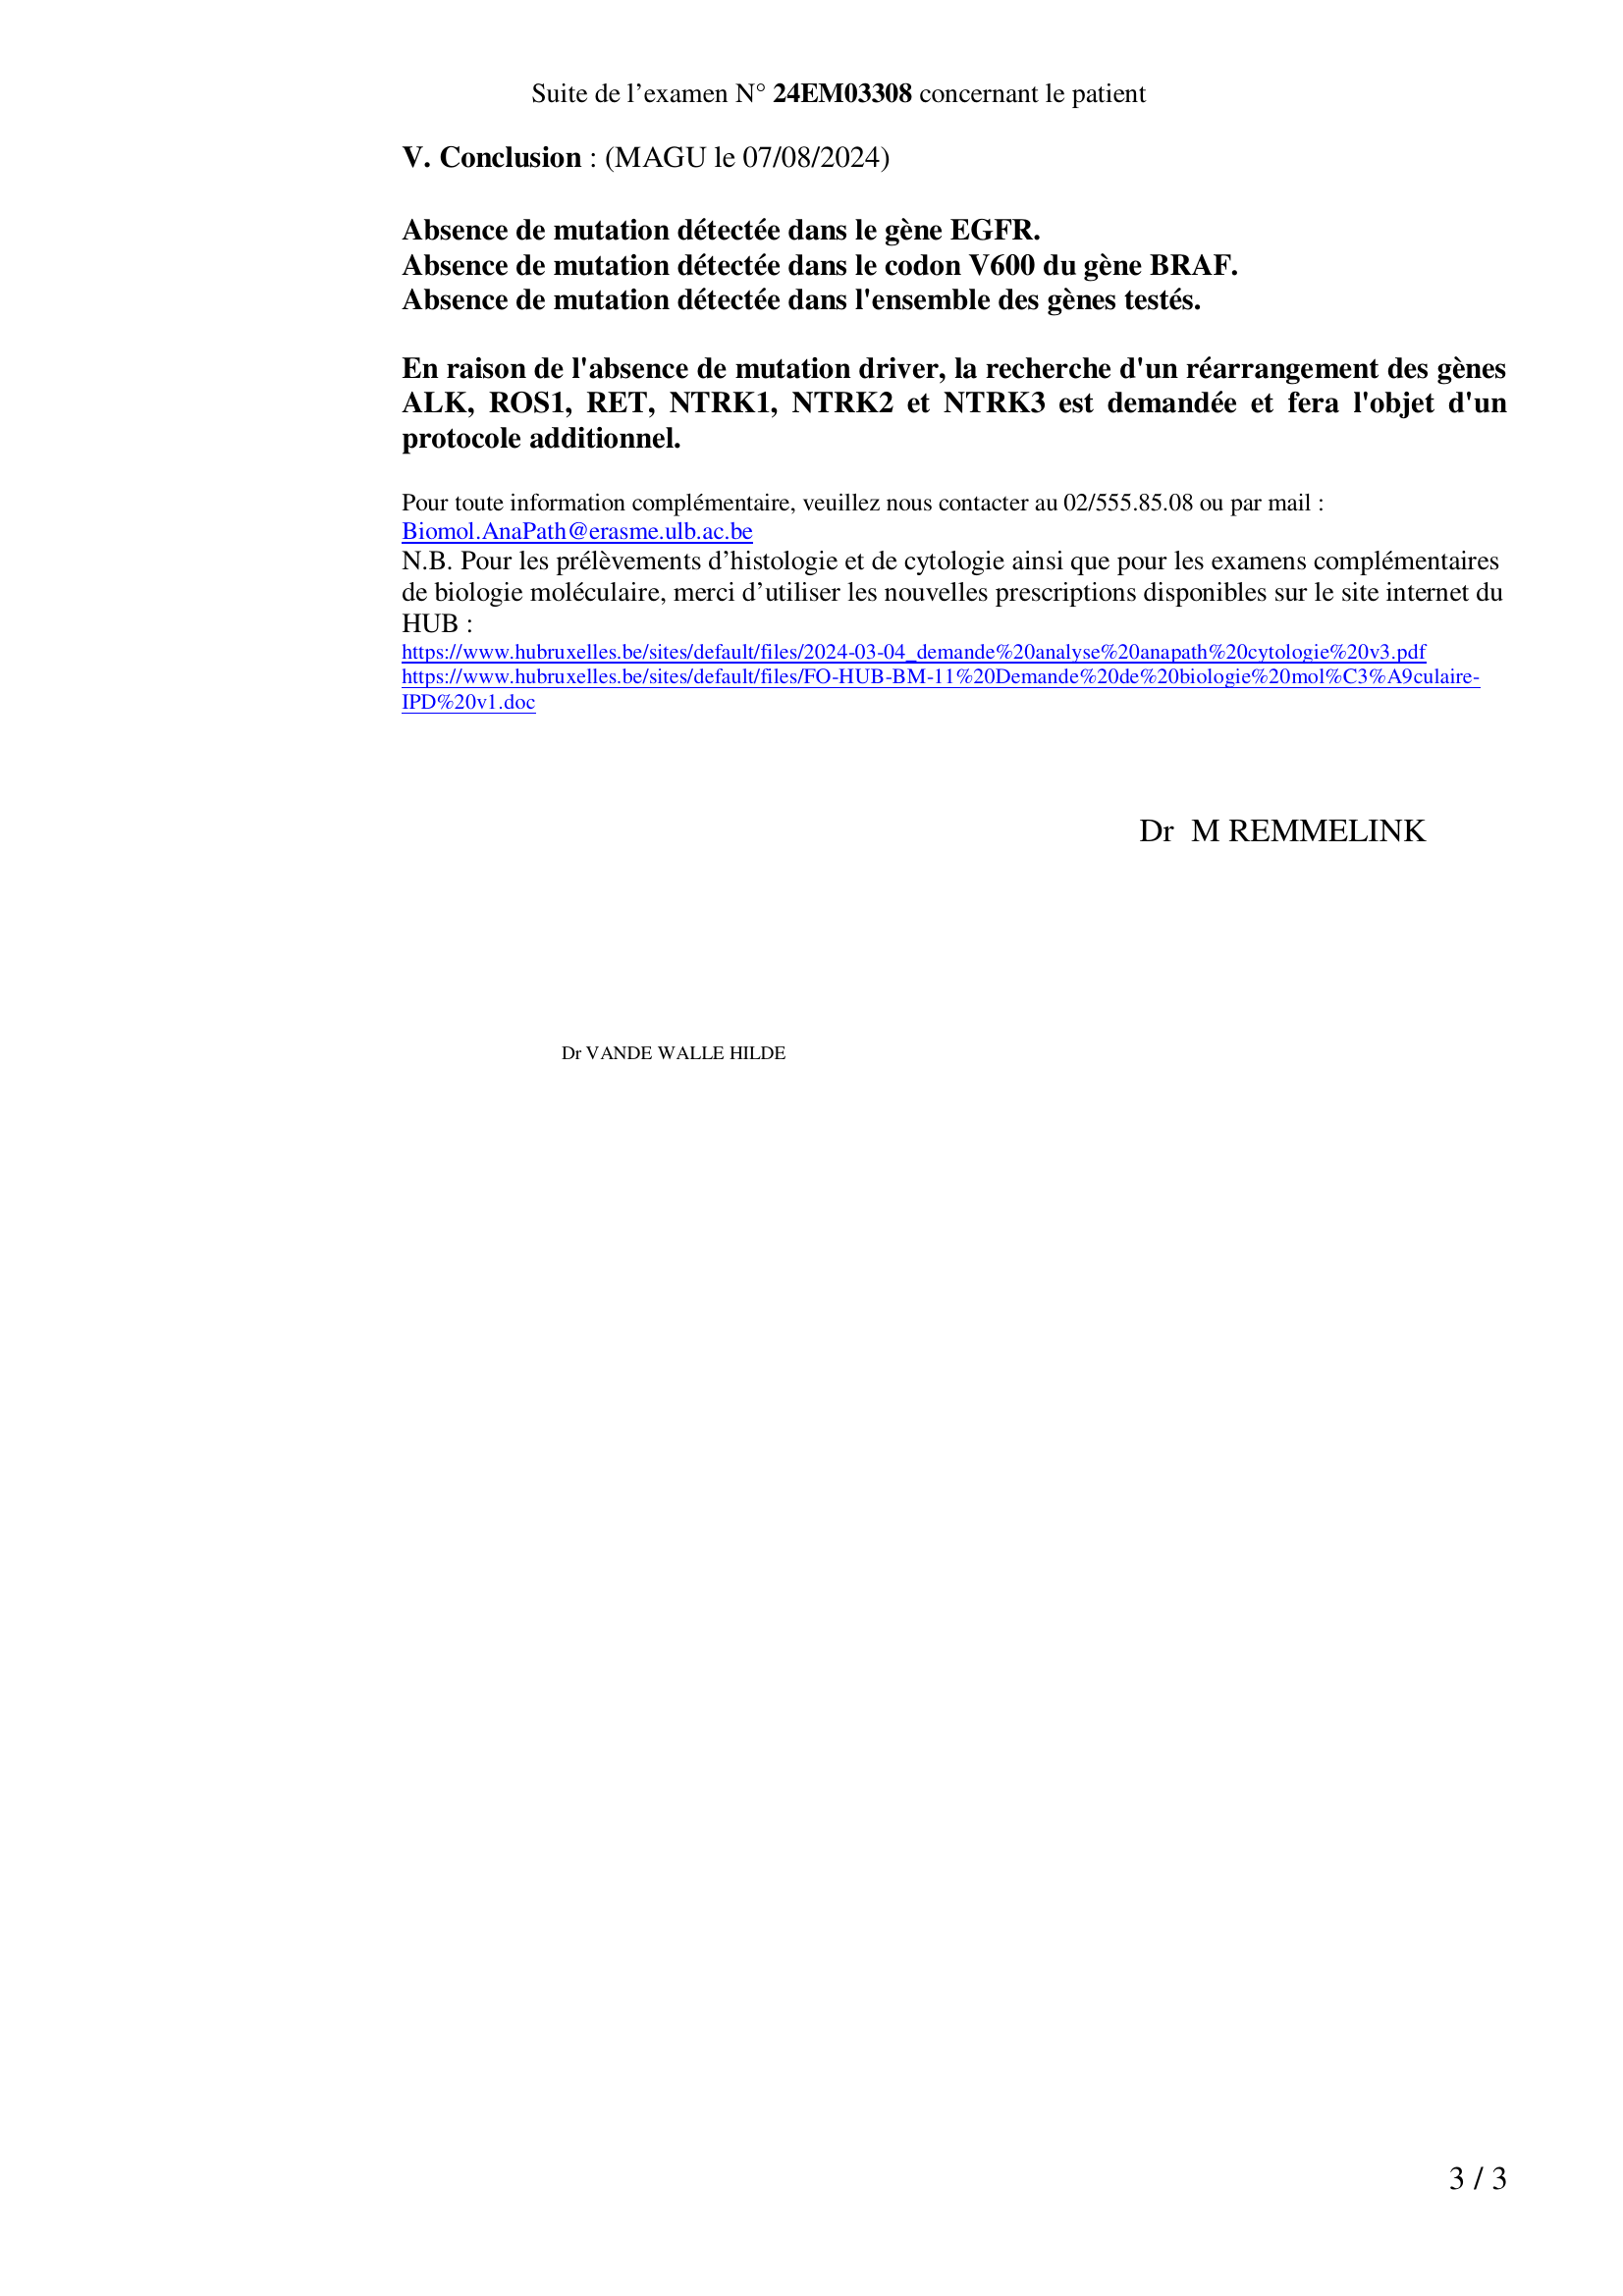 Suite de l’examen N° 24EM03308 concernant le patient
V. Conclusion : (MAGU le 07/08/2024)
Absence de mutation détectée dans le gène EGFR.
Absence de mutation détectée dans le codon V600 du gène BRAF.
Absence de mutation détectée dans l'ensemble des gènes testés.
En raison de l'absence de mutation driver, la recherche d'un réarrangement des gènes
ALK, ROS1, RET, NTRK1, NTRK2 et NTRK3 est demandée et fera l'objet d'un
protocole additionnel.
Pour toute information complémentaire, veuillez nous contacter au 02/555.85.08 ou par mail :
Biomol.AnaPath@erasme.ulb.ac.be
N.B. Pour les prélèvements d’histologie et de cytologie ainsi que pour les examens complémentaires
de biologie moléculaire, merci d’utiliser les nouvelles prescriptions disponibles sur le site internet du
HUB :
https://www.hubruxelles.be/sites/default/files/2024-03-04_demande%20analyse%20anapath%20cytologie%20v3.pdf
https://www.hubruxelles.be/sites/default/files/FO-HUB-BM-11%20Demande%20de%20biologie%20mol%C3%A9culaire-
IPD%20v1.doc
Dr  M REMMELINK
Dr VANDE WALLE HILDE
3 / 3